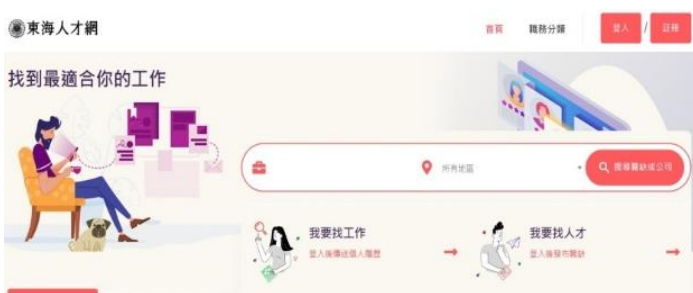 東海人才網
首頁 職務分類 登入 / 註冊
找到最適合你的工作
所有地區 搜尋職缺或公司
我要找工作
登入後傳送個人履歷
我要找人才
登入後發布職缺